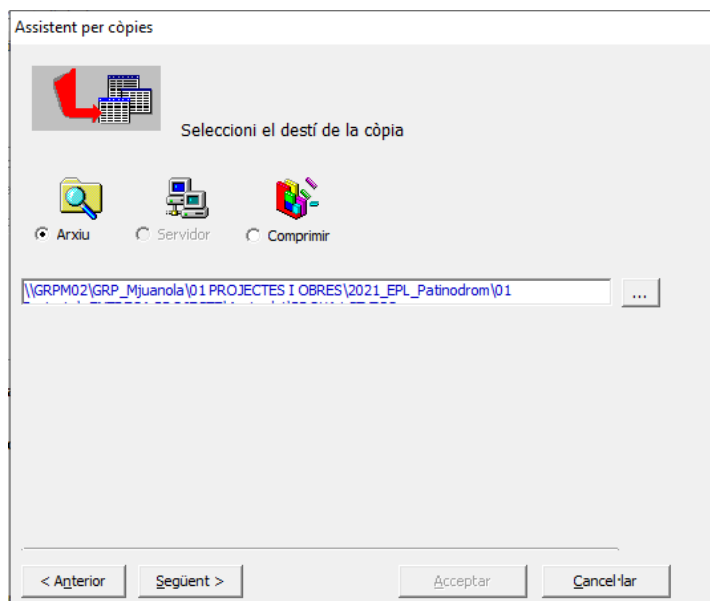 Assistent per còpies
Seleccioni el destí de la còpia
Arxiu
Servidor
Comprimir
\\GRPM02\GRP_Mjuanola\01 PROJECTES I OBRES\2021_EPL_Patinodrom\01
...
< Anterior
Següent >
Acceptar
Cancel·lar